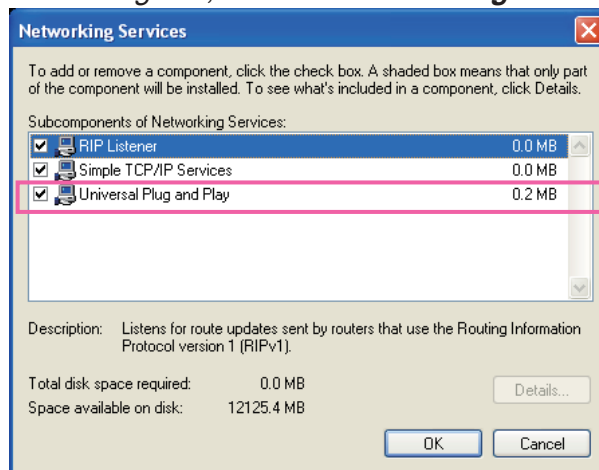 Networking Services
To add or remove a component, click the check box. A shaded box means that only part
of the component will be installed. To see what's included in a component, click Details.
Subcomponents of Networking Services:
RIP Listener 0.0 MB
Simple TCP/IP Services 0.0 MB
Universal Plug and Play 0.2 MB
Description: Listens for route updates sent by routers that use the Routing Information
Protocol version 1 (RIPv1).
Total disk space required: 0.0 MB
Space available on disk: 12125.4 MB
Details...
OK Cancel